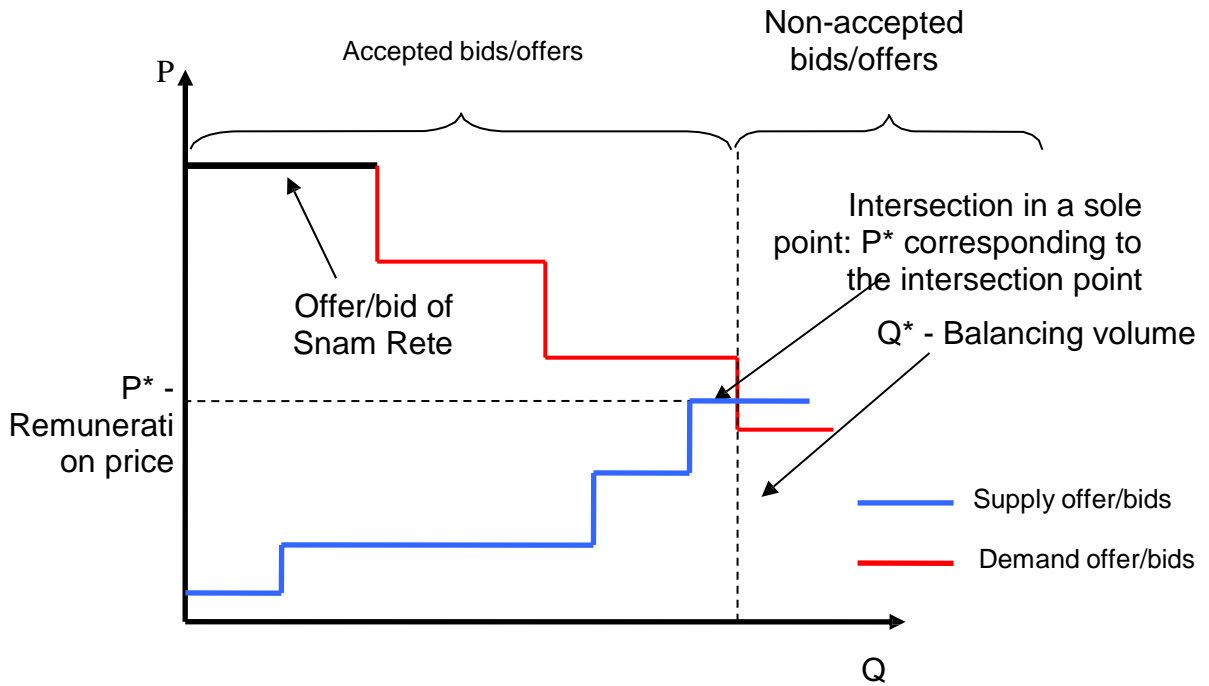 Non-accepted
bids/offers
Accepted bids/offers
P
Intersection in a sole
point: P* corresponding to
the intersection point
Offer/bid of
Snam Rete
Q* - Balancing volume
P* -
Remunerati
on price
Supply offer/bids
Demand offer/bids
Q